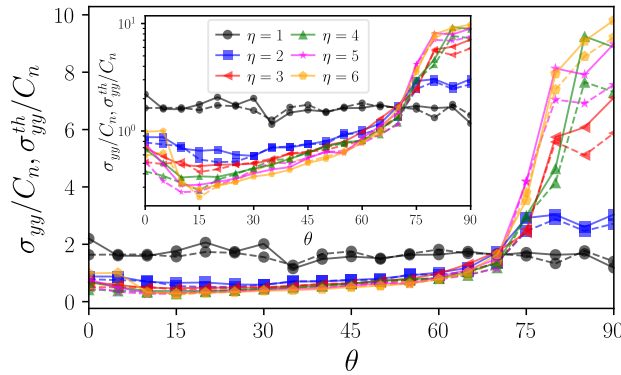 σ_yy/C_n, σ^th_yy/C_n
10
8
6
4
2
0
0 15 30 45 60 75 90
θ
σ_yy/C_n, σ^th_yy/C_n
10^1
10^0
0 15 30 45 60 75 90
θ
η = 1 η = 4
η = 2 η = 5
η = 3 η = 6